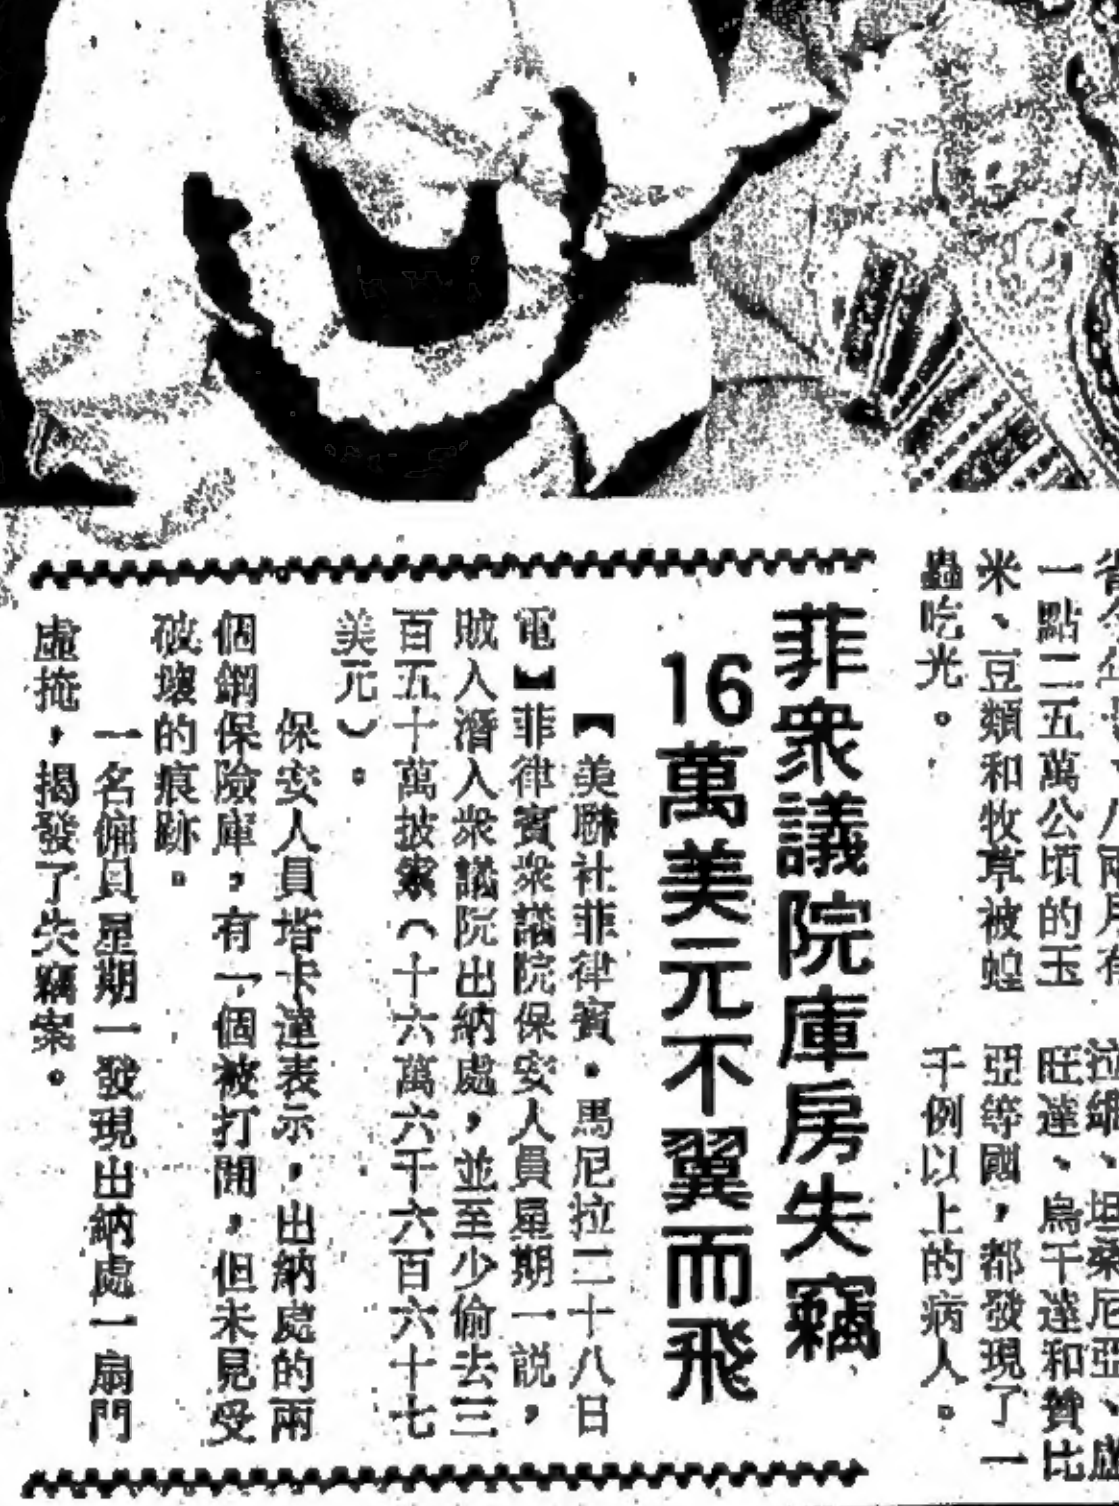 一點二五萬公頃的玉
米、豆類和牧草被蝗
蟲吃光。
坦桑尼亞、盧
旺達、烏干達和贊比
亞等國，都發現了一
千例以上的病人。
菲衆議院庫房失竊
16萬美元不翼而飛
【美聯社菲律賓·馬尼拉二十八日
電】菲律賓衆議院保安人員星期一説，
賊入潛入衆議院出納處，並至少偷去三
百五十萬披索（十六萬六千六百六十七
美元）。
保安人員塔卡達表示，出納處的兩
個鋼保險庫，有一個被打開，但未見受
破壞的痕跡。
一名僱員星期一發現出納處一扇門
虛掩，揭發了失竊案。